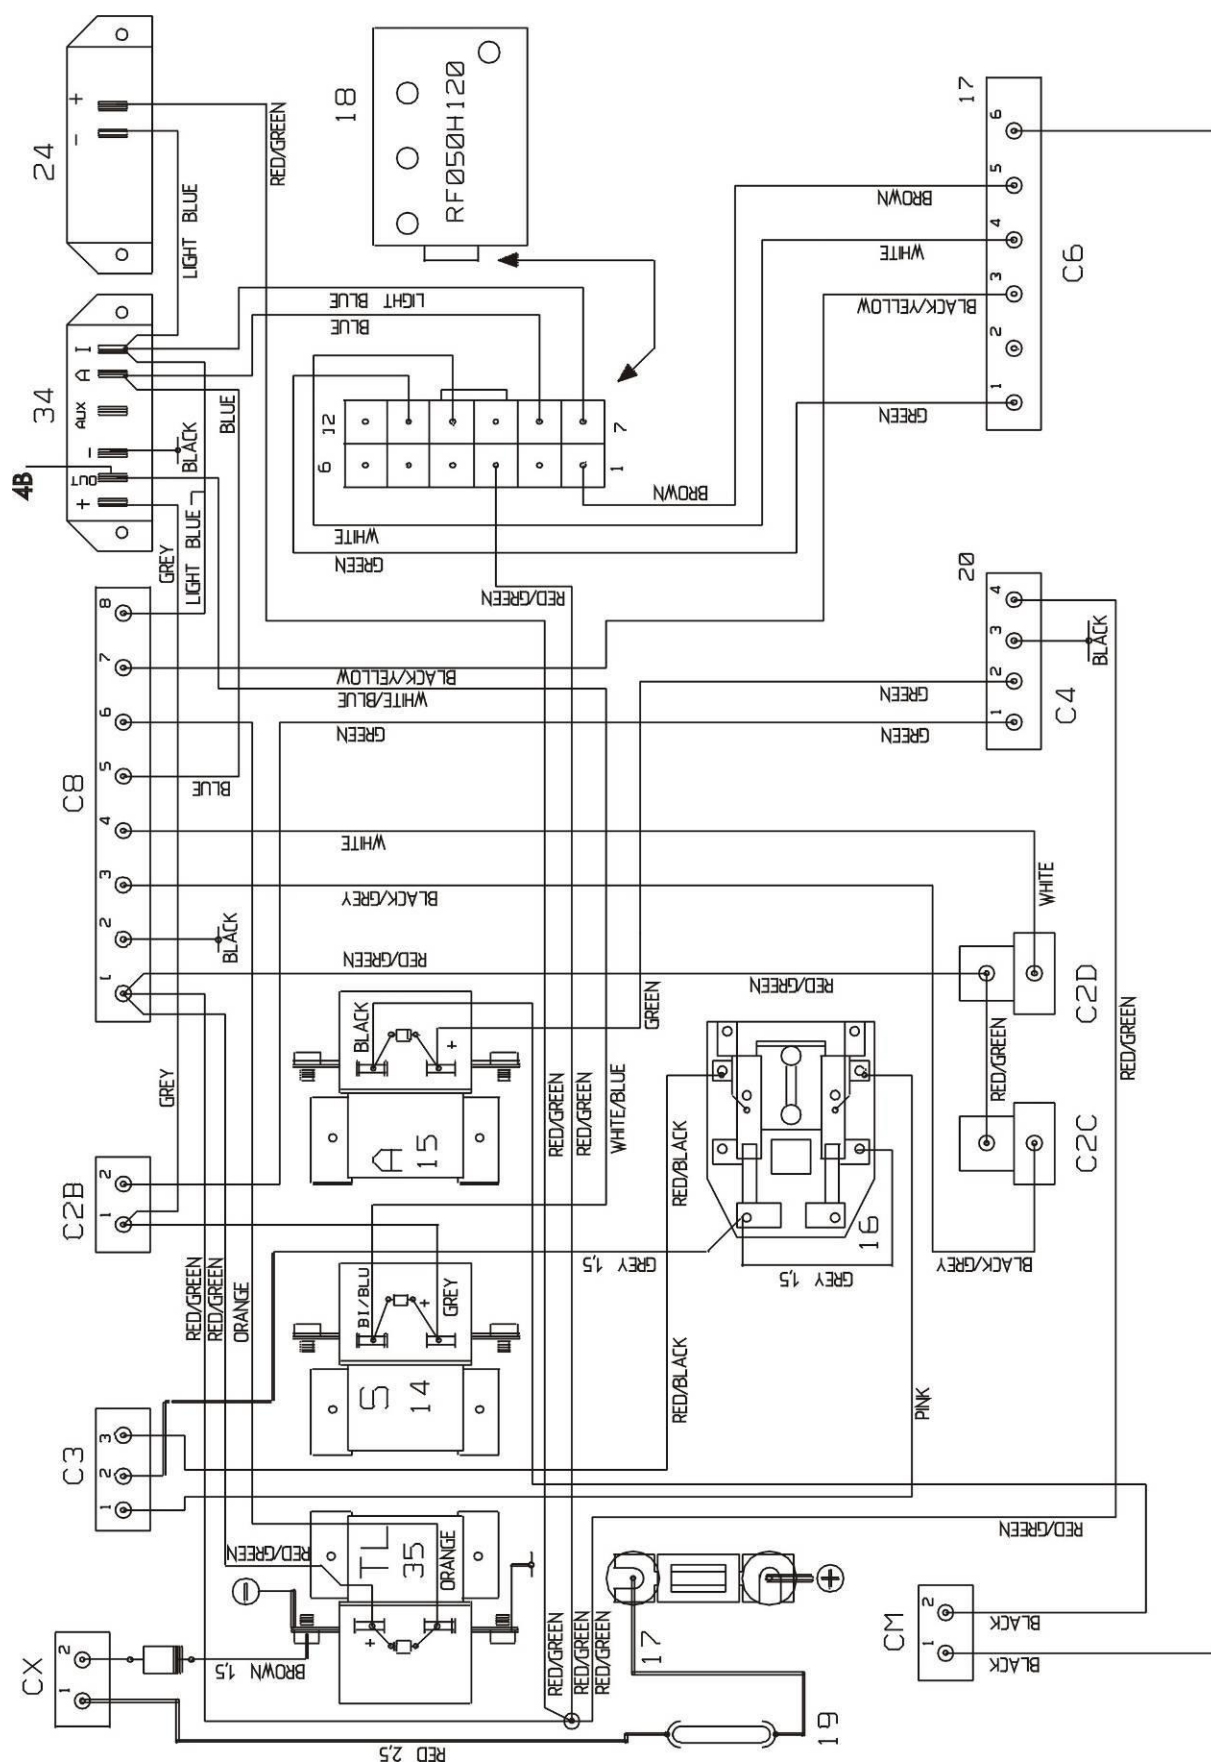 24
+
-
RED/GREEN
LIGHT BLUE
18
RF050H120
17
6
5
4
3
2
1
C6
BROWN
WHITE
BLACK/YELLOW
GREEN
34
I
A
AUX
-
OUT
+
4B
BLACK
BLUE
LIGHT BLUE
GREY
LIGHT BLUE
BLUE
12
6
7
1
BROWN
WHITE
GREEN
RED/GREEN
C8
8
7
6
5
4
3
2
1
BLACK/YELLOW
WHITE/BLUE
GREEN
BLUE
WHITE
BLACK/GREY
BLACK
RED/GREEN
20
4
3
2
1
C4
BLACK
GREEN
GREEN
WHITE
C2D
RED/GREEN
RED/GREEN
RED/GREEN
C2C
BLACK/GREY
C2B
2
1
GREY
BLACK
+
A
15
GREEN
RED/GREEN
RED/GREEN
WHITE/BLUE
RED/BLACK
16
GREY 1,5
GREY 1,5
RED/GREEN
RED/GREEN
ORANGE
BI/BLU
+
GREY
S
14
RED/BLACK
PINK
C3
3
2
1
RED/GREEN
TL
35
ORANGE
+
-
BROWN 1,5
CX
2
1
RED 2,5
RED/GREEN
RED/GREEN
RED/GREEN
17
+
19
RED/GREEN
CM
2
1
BLACK
BLACK